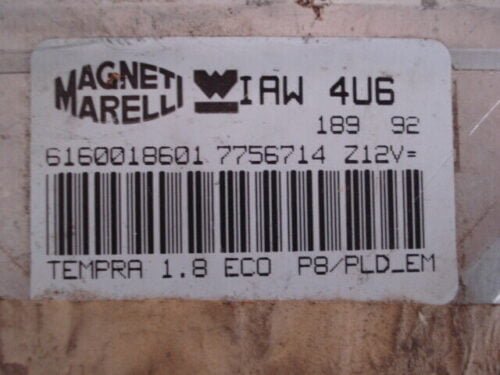 MAGNETI MARELLI W IAW 4U6
189 92
6160018601 7756714 Z12V=
TEMPRA 1.8 ECO P8/PLD_EM